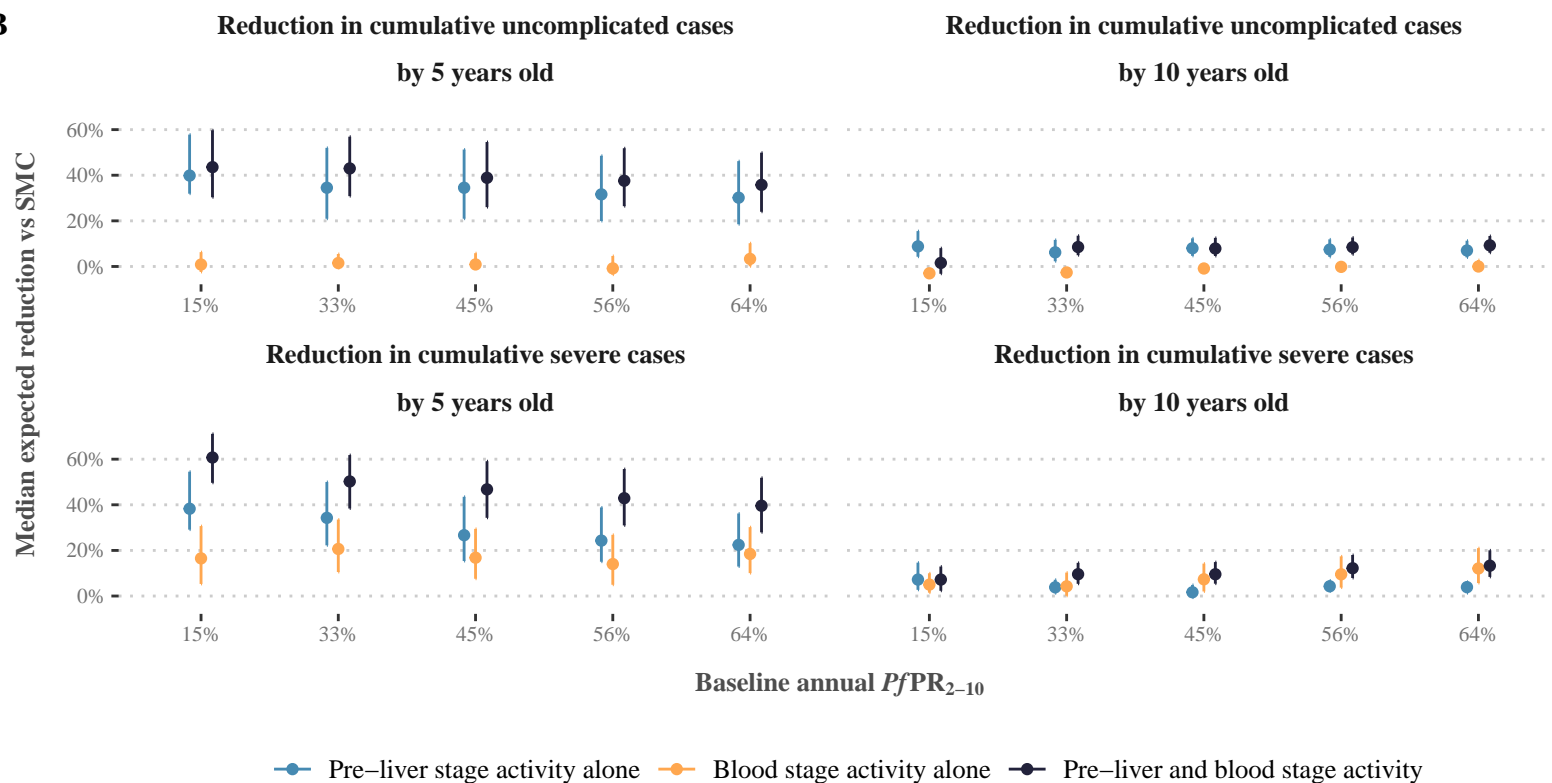 B
Reduction in cumulative uncomplicated cases
by 5 years old
Reduction in cumulative uncomplicated cases
by 10 years old
Median expected reduction vs SMC
60%
40%
20%
0%
15% 33% 45% 56% 64%
15% 33% 45% 56% 64%
Reduction in cumulative severe cases
by 5 years old
Reduction in cumulative severe cases
by 10 years old
60%
40%
20%
0%
15% 33% 45% 56% 64%
15% 33% 45% 56% 64%
Baseline annual PfPR2−10
Pre−liver stage activity alone Blood stage activity alone Pre−liver and blood stage activity